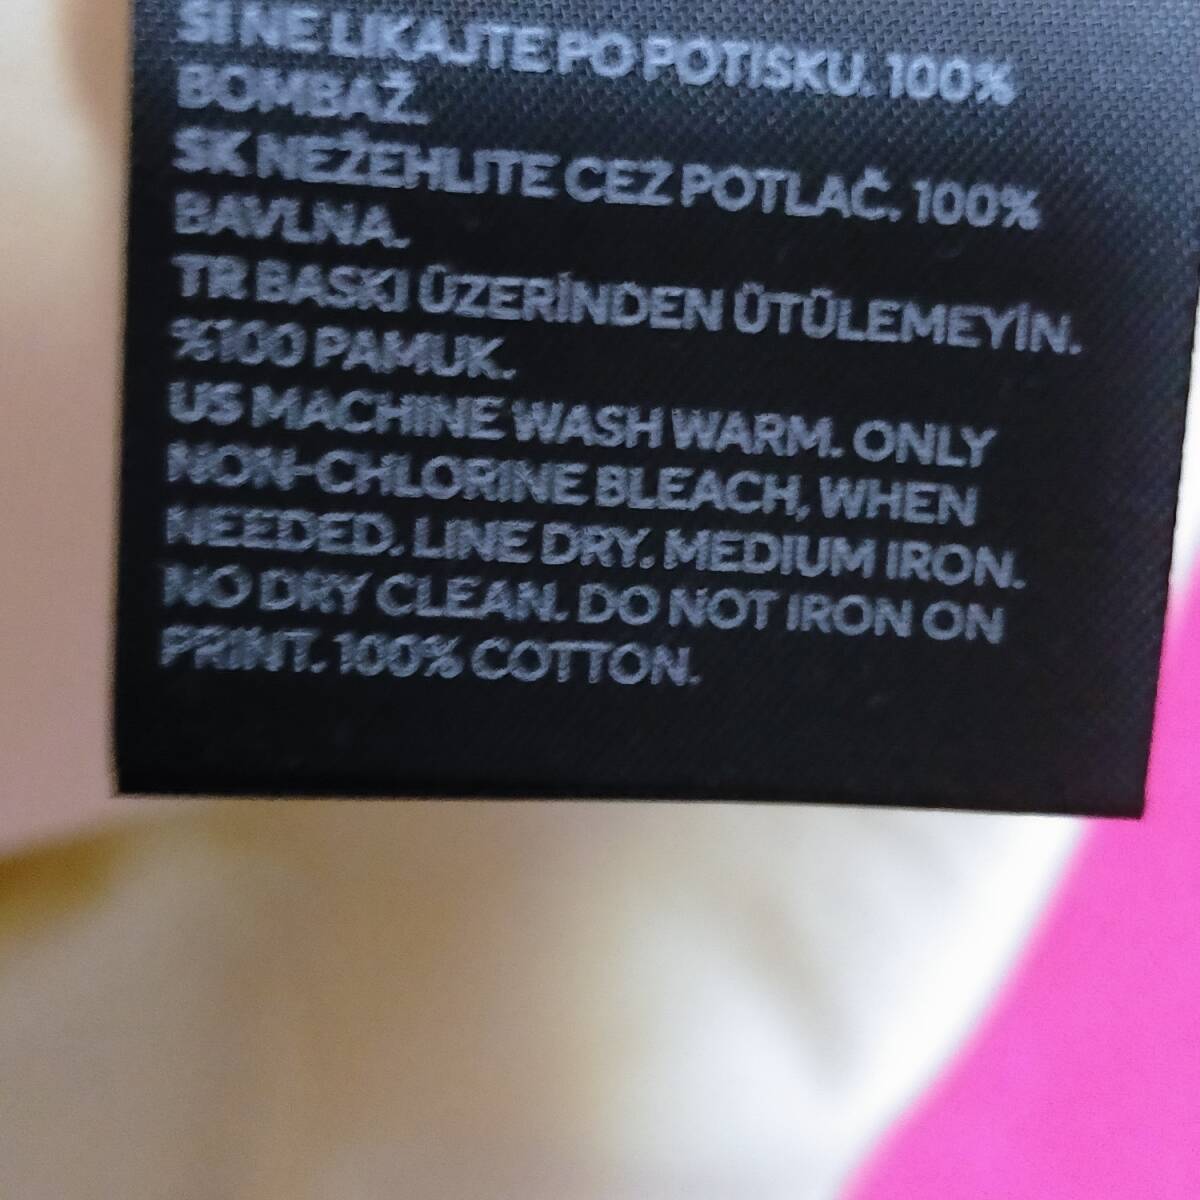 SI NE LIKAJTE PO POTISKU. 100%
BOMBAŽ.
SK NEŽEHLITE CEZ POTLAČ. 100%
BAVLNA.
TR BASKI ÜZERİNDEN ÜTÜLEMEYİN.
%100 PAMUK.
US MACHINE WASH WARM. ONLY
NON-CHLORINE BLEACH, WHEN
NEEDED. LINE DRY. MEDIUM IRON.
NO DRY CLEAN. DO NOT IRON ON
PRINT. 100% COTTON.